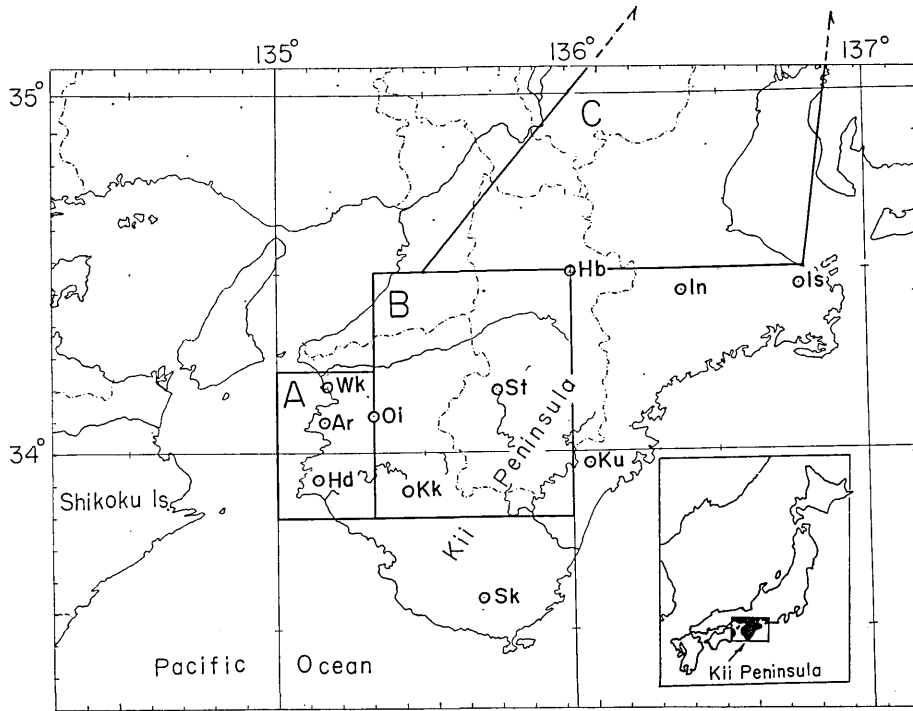 135°
136°
137°
35°
C
Hb
In
Is
B
A
Wk
St
Ar
Oi
Peninsula
34°
Hd
Kk
Ku
Shikoku Is.
Kii
Sk
Pacific Ocean
Kii Peninsula